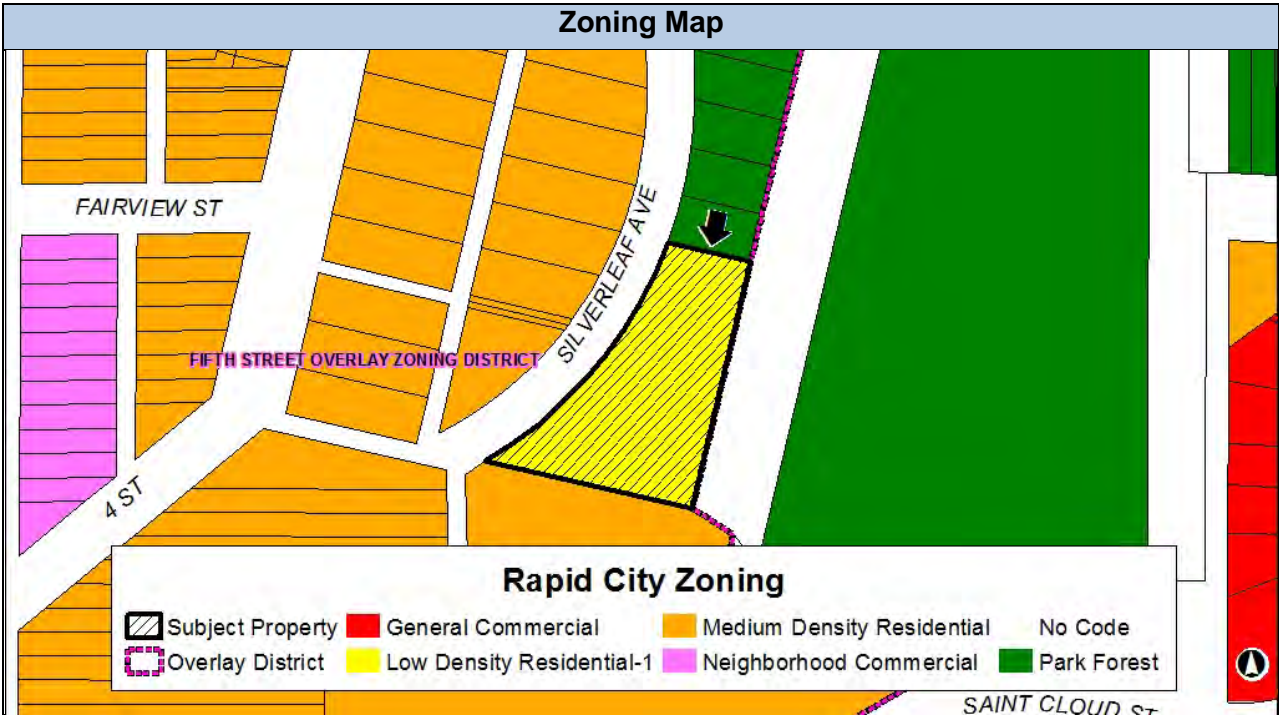 Zoning Map
FAIRVIEW ST
SILVERLEAF AVE
FIFTH STREET OVERLAY ZONING DISTRICT
4 ST
Rapid City Zoning
Subject Property General Commercial Medium Density Residential No Code
Overlay District Low Density Residential-1 Neighborhood Commercial Park Forest
SAINT CLOUD ST